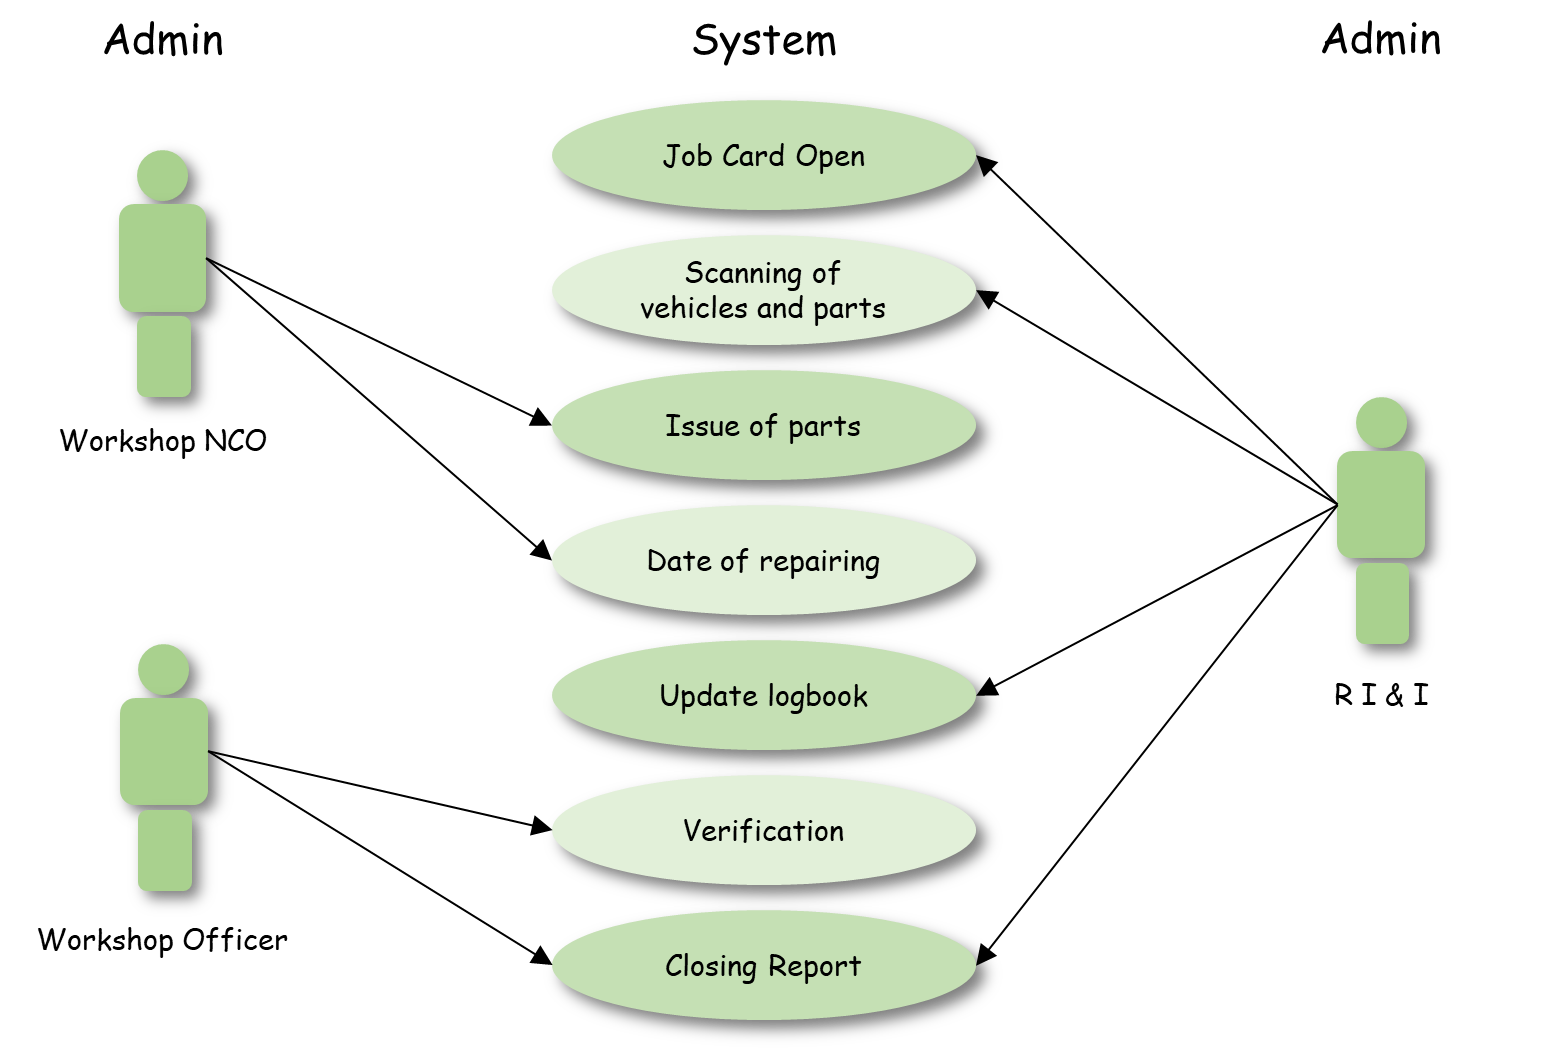 Admin
System
Admin
Job Card Open
Scanning of
vehicles and parts
Issue of parts
Workshop NCO
Date of repairing
Update logbook
R I & I
Verification
Workshop Officer
Closing Report